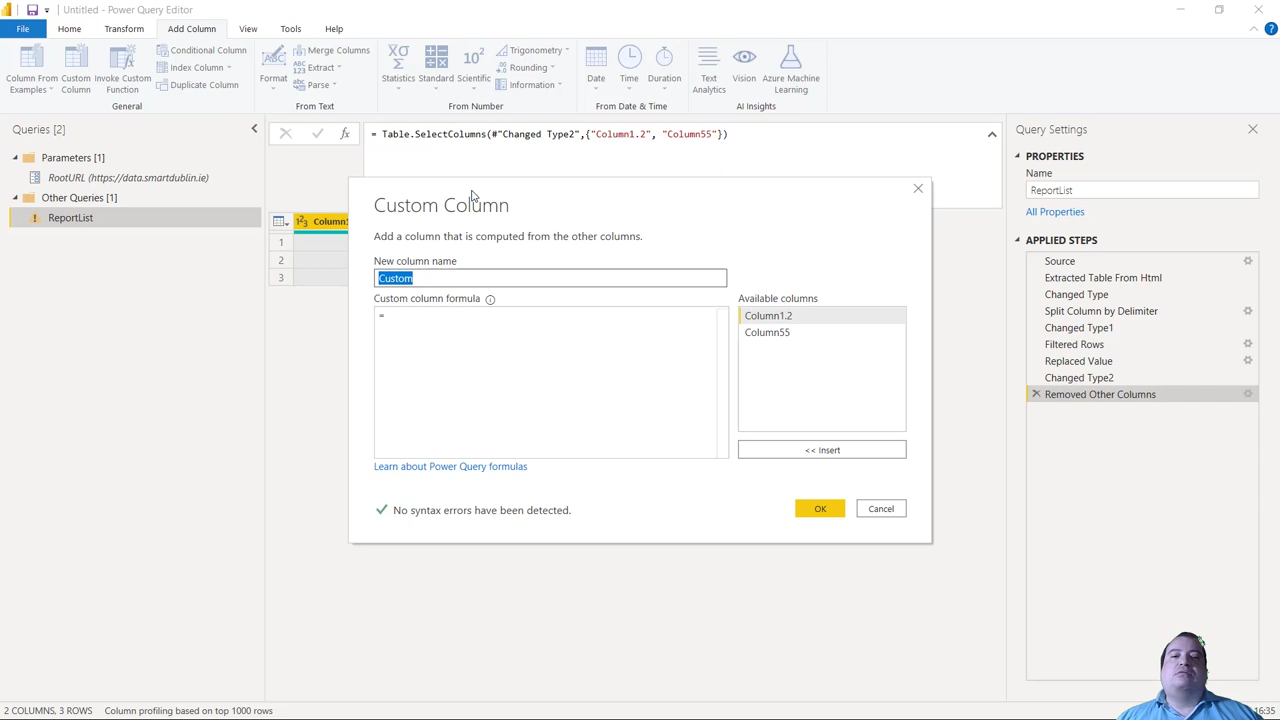 Untitled - Power Query Editor
File
Home
Transform
Add Column
View
Tools
Help
Column From
Examples
Custom
Column
Invoke Custom
Function
Conditional Column
Index Column
Duplicate Column
General
Format
Merge Columns
Extract
Parse
From Text
Statistics
Standard
Scientific
Trigonometry
Rounding
Information
From Number
Date
Time
Duration
From Date & Time
Text
Analytics
Vision
Azure Machine
Learning
AI Insights
Queries [2]
Parameters [1]
RootURL (https://data.smartdublin.ie)
Other Queries [1]
ReportList
= Table.SelectColumns(#"Changed Type2",{"Column1.2", "Column55"})
1
2
3
Custom Column
Add a column that is computed from the other columns.
New column name
Custom
Custom column formula
=
Available columns
Column1.2
Column55
<< Insert
Learn about Power Query formulas
No syntax errors have been detected.
OK
Cancel
Query Settings
PROPERTIES
Name
ReportList
All Properties
APPLIED STEPS
Source
Extracted Table From Html
Changed Type
Split Column by Delimiter
Changed Type1
Filtered Rows
Replaced Value
Changed Type2
Removed Other Columns
2 COLUMNS, 3 ROWS
Column profiling based on top 1000 rows
16:35